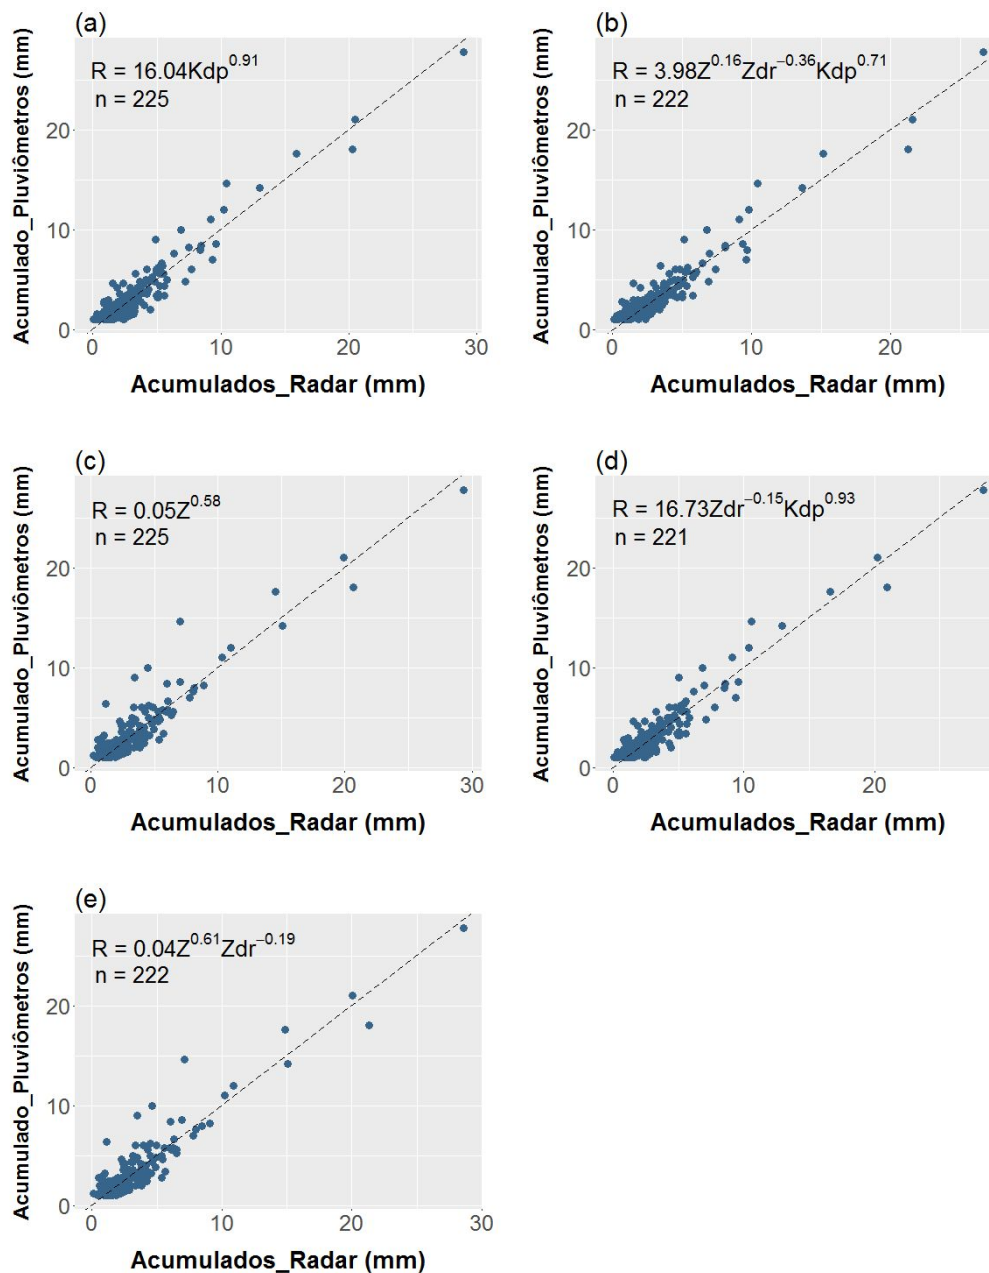 (a)
R = 16.04Kdp^0.91
n = 225
Acumulado_Pluviômetros (mm)
20
10
0
0 10 20 30
Acumulados_Radar (mm)
(b)
R = 3.98Z^0.16Zdr^−0.36Kdp^0.71
n = 222
Acumulado_Pluviômetros (mm)
20
10
0
0 10 20
Acumulados_Radar (mm)
(c)
R = 0.05Z^0.58
n = 225
Acumulado_Pluviômetros (mm)
20
10
0
0 10 20 30
Acumulados_Radar (mm)
(d)
R = 16.73Zdr^−0.15Kdp^0.93
n = 221
Acumulado_Pluviômetros (mm)
20
10
0
0 10 20
Acumulados_Radar (mm)
(e)
R = 0.04Z^0.61Zdr^−0.19
n = 222
Acumulado_Pluviômetros (mm)
20
10
0
0 10 20 30
Acumulados_Radar (mm)